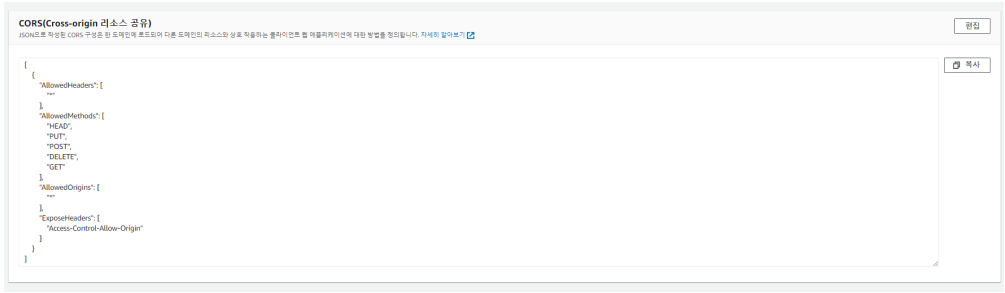 CORS(Cross-origin 리소스 공유)
편집
JSON으로 작성된 CORS 구성은 한 도메인에 로드되어 다른 도메인의 리소스와 상호 작용하는 클라이언트 웹 애플리케이션에 대한 방법을 정의합니다. 자세히 알아보기
복사
[
{
"AllowedHeaders": [
"*"
],
"AllowedMethods": [
"HEAD",
"PUT",
"POST",
"DELETE",
"GET"
],
"AllowedOrigins": [
"*"
],
"ExposeHeaders": [
"Access-Control-Allow-Origin"
]
}
]